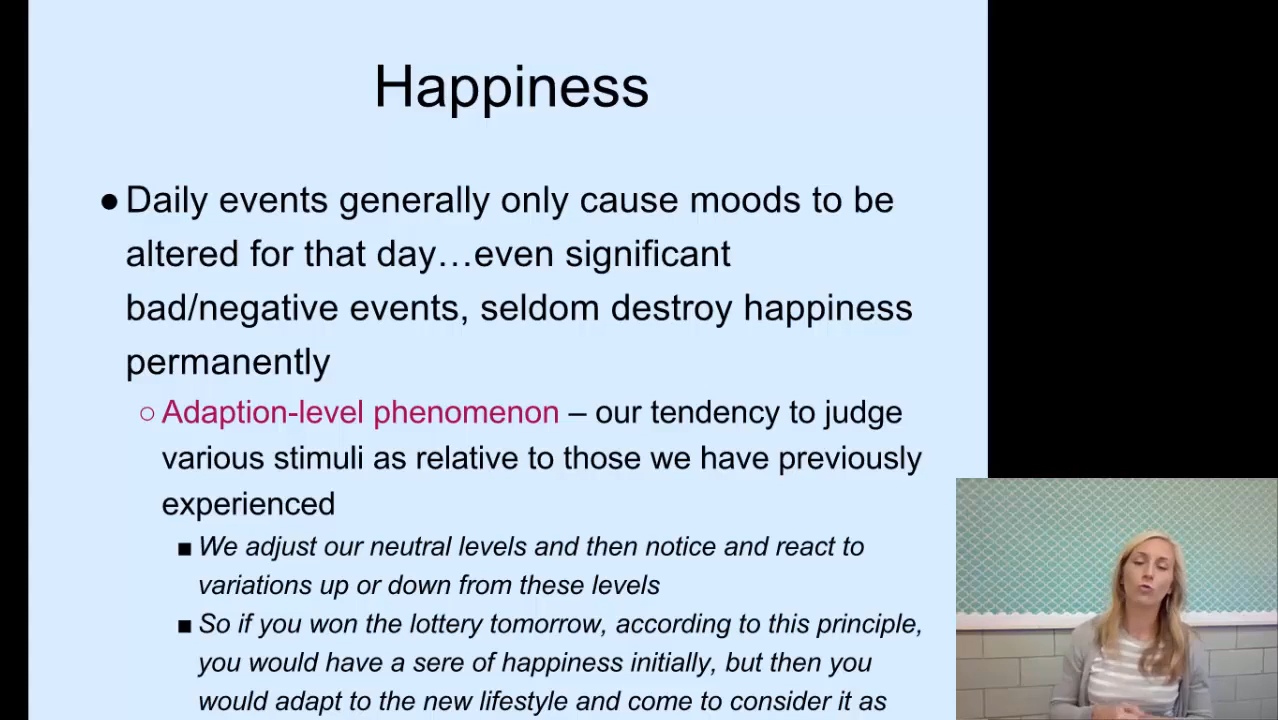 Happiness
● Daily events generally only cause moods to be
altered for that day…even significant
bad/negative events, seldom destroy happiness
permanently
○ Adaption-level phenomenon – our tendency to judge
various stimuli as relative to those we have previously
experienced
■ We adjust our neutral levels and then notice and react to
variations up or down from these levels
■ So if you won the lottery tomorrow, according to this principle,
you would have a sere of happiness initially, but then you
would adapt to the new lifestyle and come to consider it as